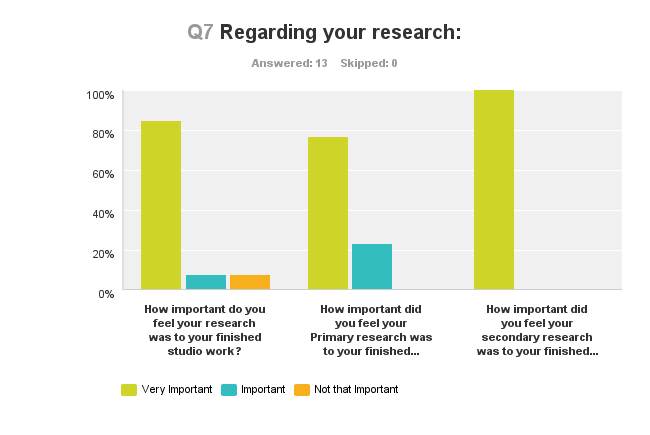 Q7 Regarding your research:
Answered: 13 Skipped: 0
100%
80%
60%
40%
20%
0%
How important do you
feel your research
was to your finished
studio work?
How important did
you feel your
Primary research was
to your finished...
How important did
you feel your
secondary research
was to your finished...
Very Important Important Not that Important